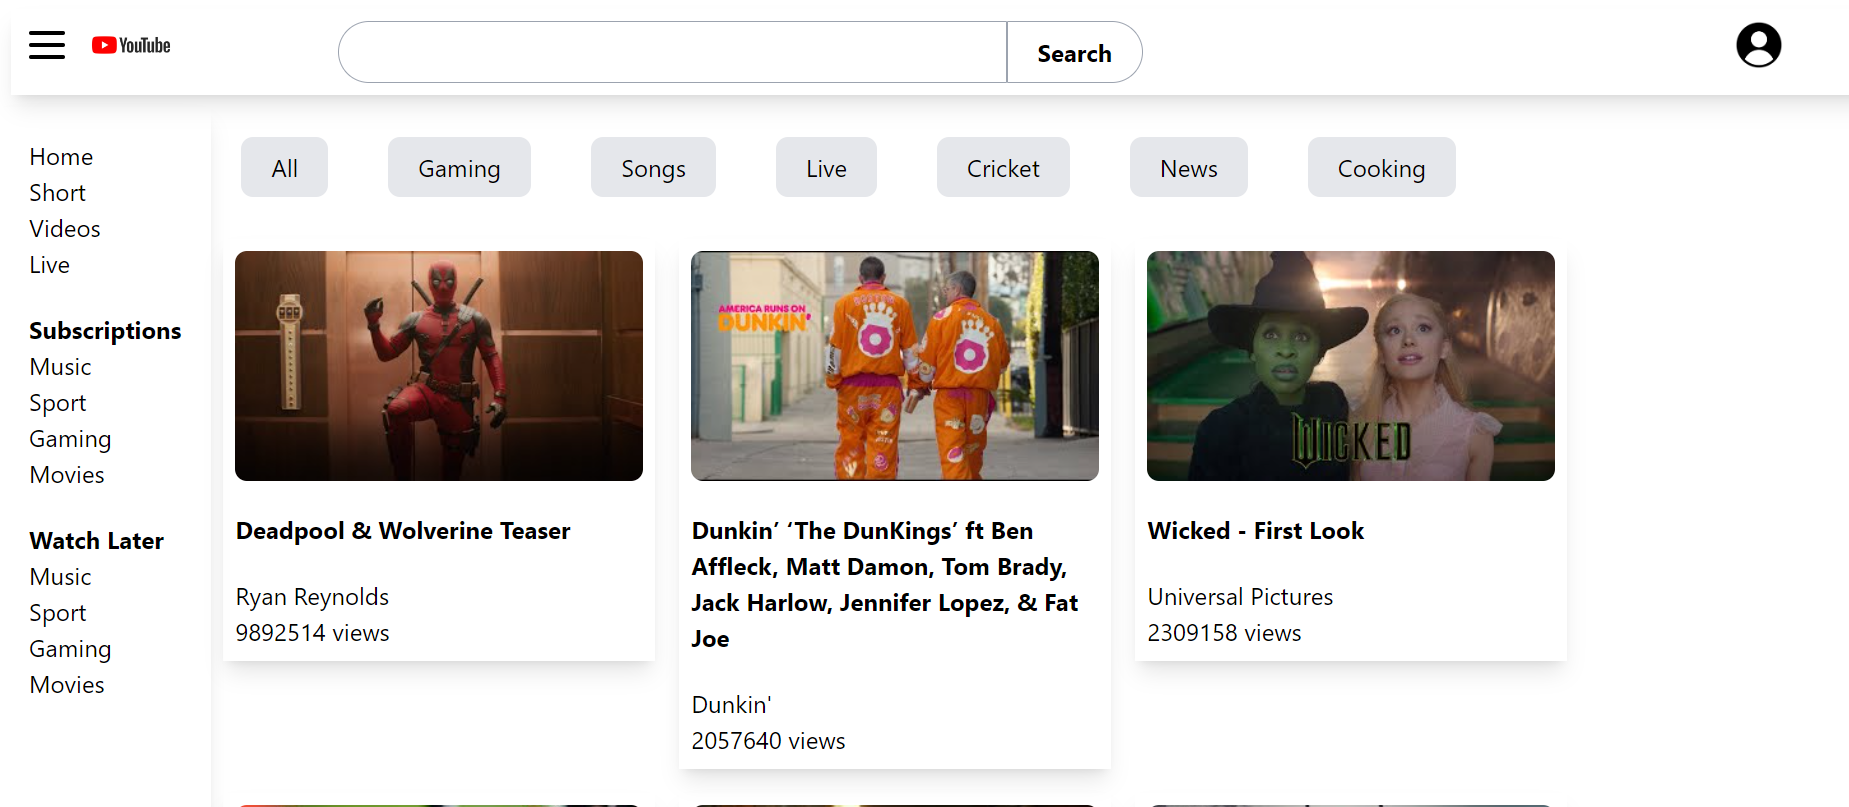 YouTube
Search
Home
Short
Videos
Live
Subscriptions
Music
Sport
Gaming
Movies
Watch Later
Music
Sport
Gaming
Movies
All
Gaming
Songs
Live
Cricket
News
Cooking
Deadpool & Wolverine Teaser
Ryan Reynolds
9892514 views
AMERICA RUNS ON
DUNKIN'
Dunkin’ ‘The DunKings’ ft Ben
Affleck, Matt Damon, Tom Brady,
Jack Harlow, Jennifer Lopez, & Fat
Joe
Dunkin'
2057640 views
WICKED
Wicked - First Look
Universal Pictures
2309158 views